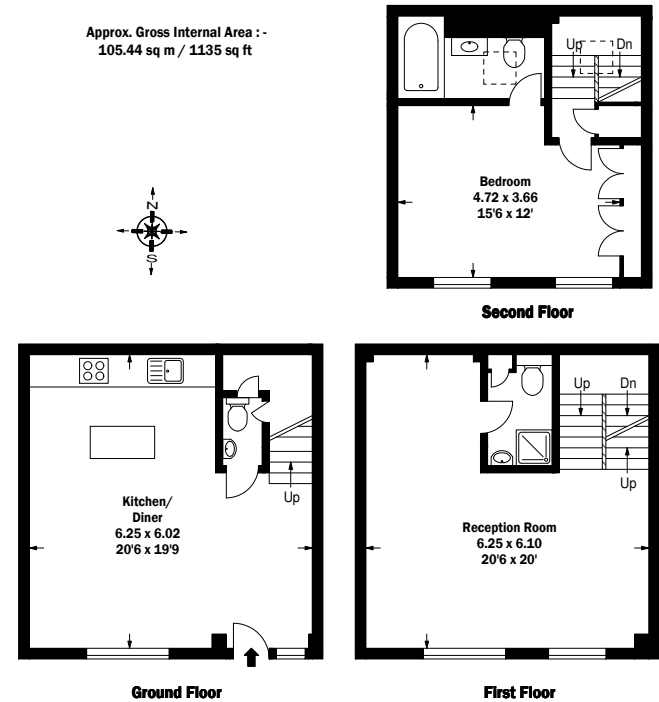 Approx. Gross Internal Area : -
105.44 sq m / 1135 sq ft
N
S
Up
Dn
Bedroom
4.72 x 3.66
15'6 x 12'
Second Floor
Kitchen/
Diner
6.25 x 6.02
20'6 x 19'9
Up
Ground Floor
Up
Dn
Up
Reception Room
6.25 x 6.10
20'6 x 20'
First Floor